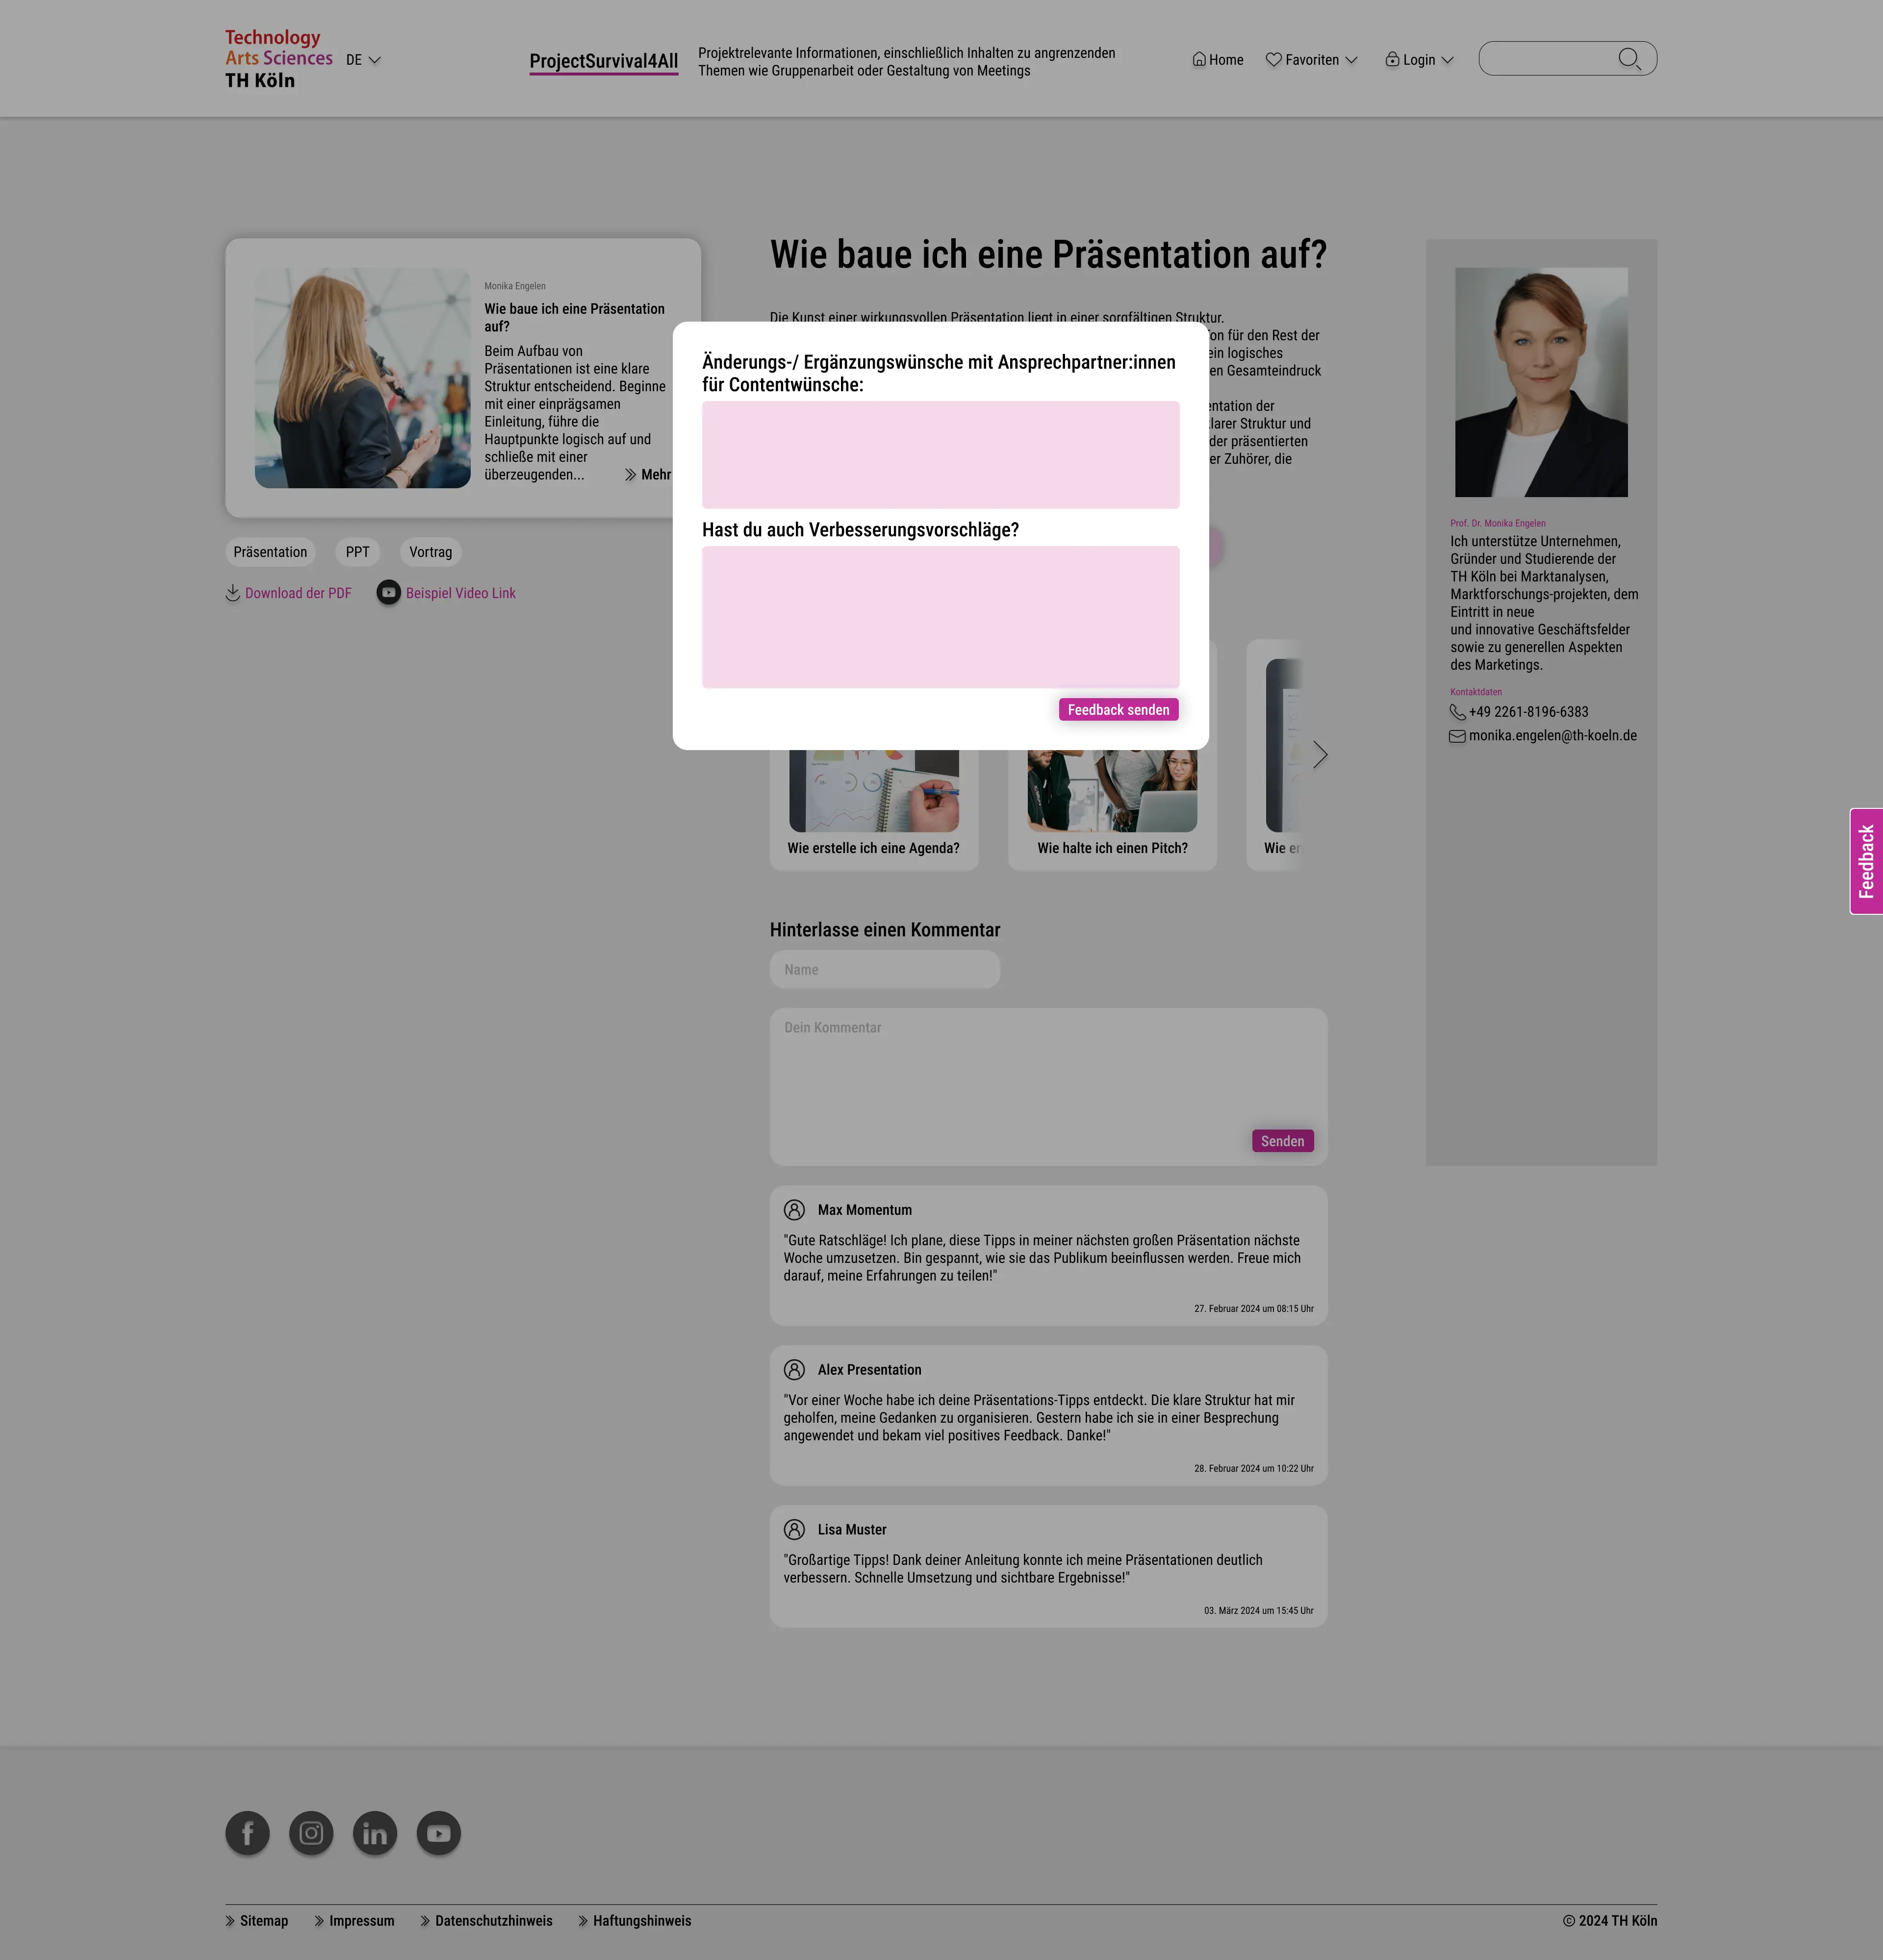 Technology
Arts Sciences
TH Köln
DE
ProjectSurvival4All
Projektrelevante Informationen, einschließlich Inhalten zu angrenzenden
Themen wie Gruppenarbeit oder Gestaltung von Meetings
Home
Favoriten
Login
Monika Engelen
Wie baue ich eine Präsentation
auf?
Beim Aufbau von
Präsentationen ist eine klare
Struktur entscheidend. Beginne
mit einer einprägsamen
Einleitung, führe die
Hauptpunkte logisch auf und
schließe mit einer
überzeugenden...
Mehr
Präsentation
PPT
Vortrag
Download der PDF
Beispiel Video Link
Wie baue ich eine Präsentation auf?
Die Kunst einer wirkungsvollen Präsentation liegt in einer sorgfältigen Struktur.
für den Rest der
ein logisches
Gesamteindruck
der
klarer Struktur und
der präsentierten
Zuhörer, die
Änderungs-/ Ergänzungswünsche mit Ansprechpartner:innen
für Contentwünsche:
Hast du auch Verbesserungsvorschläge?
Feedback senden
Wie erstelle ich eine Agenda?
Wie halte ich einen Pitch?
Wie
Hinterlasse einen Kommentar
Name
Dein Kommentar
Senden
Max Momentum
"Gute Ratschläge! Ich plane, diese Tipps in meiner nächsten großen Präsentation nächste
Woche umzusetzen. Bin gespannt, wie sie das Publikum beeinflussen werden. Freue mich
darauf, meine Erfahrungen zu teilen!"
27. Februar 2024 um 08:15 Uhr
Alex Presentation
"Vor einer Woche habe ich deine Präsentations-Tipps entdeckt. Die klare Struktur hat mir
geholfen, meine Gedanken zu organisieren. Gestern habe ich sie in einer Besprechung
angewendet und bekam viel positives Feedback. Danke!"
28. Februar 2024 um 10:22 Uhr
Lisa Muster
"Großartige Tipps! Dank deiner Anleitung konnte ich meine Präsentationen deutlich
verbessern. Schnelle Umsetzung und sichtbare Ergebnisse!"
03. März 2024 um 15:45 Uhr
Prof. Dr. Monika Engelen
Ich unterstütze Unternehmen,
Gründer und Studierende der
TH Köln bei Marktanalysen,
Marktforschungs-projekten, dem
Eintritt in neue
und innovative Geschäftsfelder
sowie zu generellen Aspekten
des Marketings.
Kontaktdaten
+49 2261-8196-6383
monika.engelen@th-koeln.de
Feedback
Sitemap
Impressum
Datenschutzhinweis
Haftungshinweis
© 2024 TH Köln